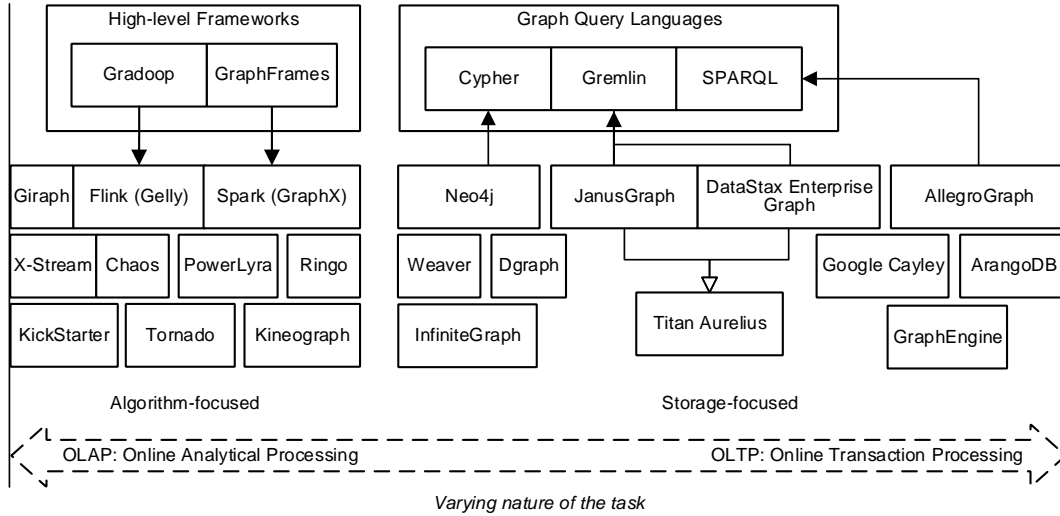 High-level Frameworks
Graph Query Languages
Gradoop
GraphFrames
Cypher
Gremlin
SPARQL
Giraph
Flink (Gelly)
Spark (GraphX)
Neo4j
JanusGraph
DataStax Enterprise
Graph
AllegroGraph
X-Stream
Chaos
PowerLyra
Ringo
Weaver
Dgraph
Google Cayley
ArangoDB
KickStarter
Tornado
Kineograph
InfiniteGraph
Titan Aurelius
GraphEngine
Algorithm-focused
Storage-focused
OLAP: Online Analytical Processing
OLTP: Online Transaction Processing
Varying nature of the task